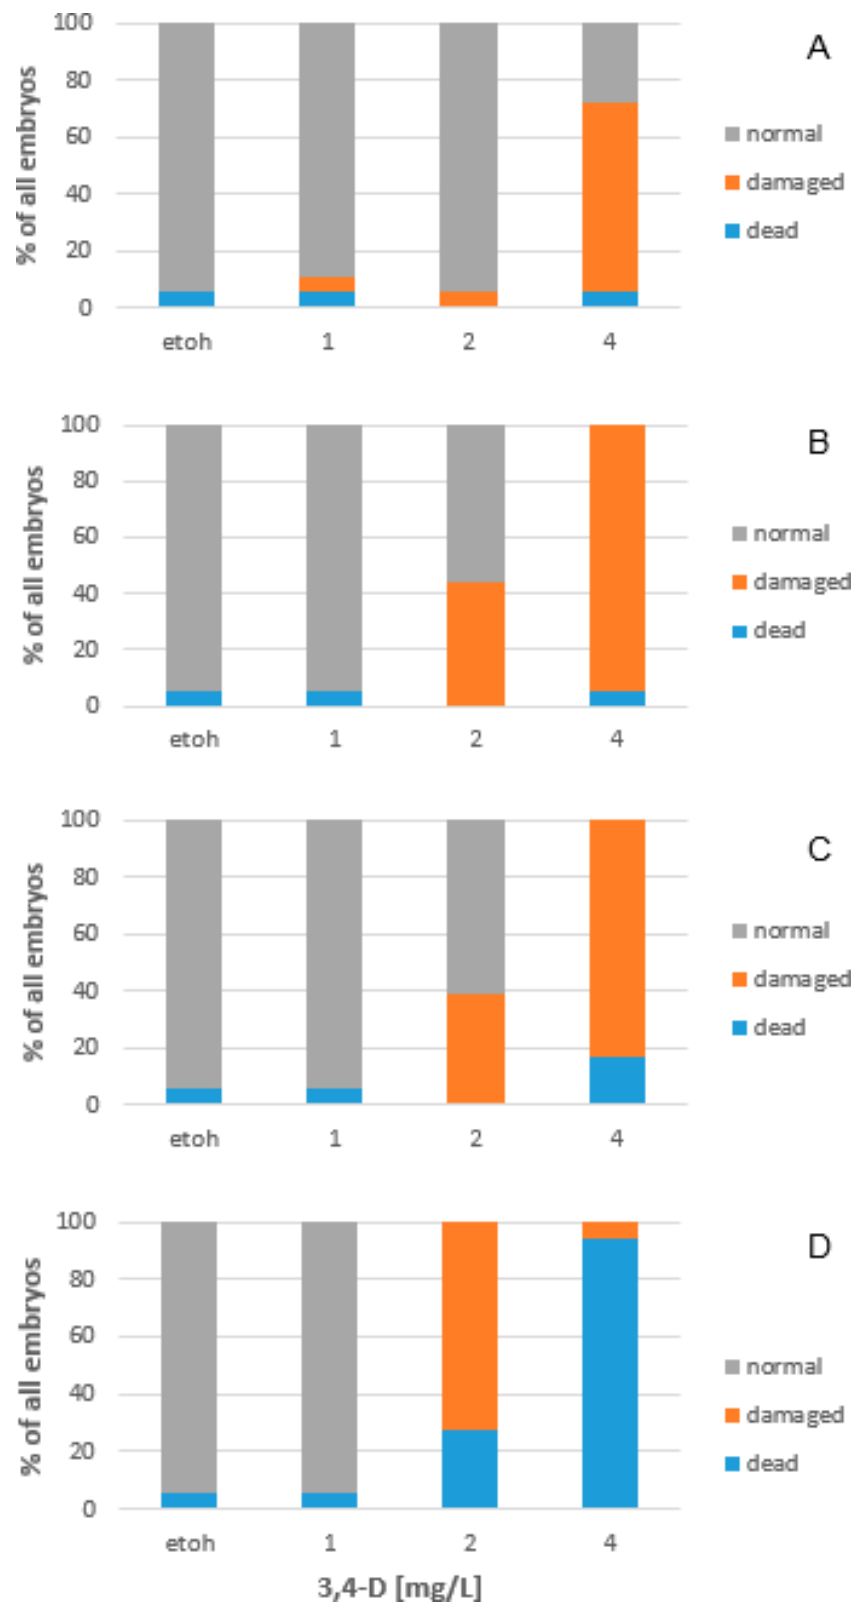 100
A
80
normal
60
damaged
40
dead
20
0
% of all embryos
etoh 1 2 4
100
B
80
normal
60
damaged
40
dead
20
0
% of all embryos
etoh 1 2 4
100
C
80
normal
60
damaged
40
dead
20
0
% of all embryos
etoh 1 2 4
100
D
80
60
normal
40
damaged
20
dead
0
% of all embryos
etoh 1 2 4
3,4-D [mg/L]